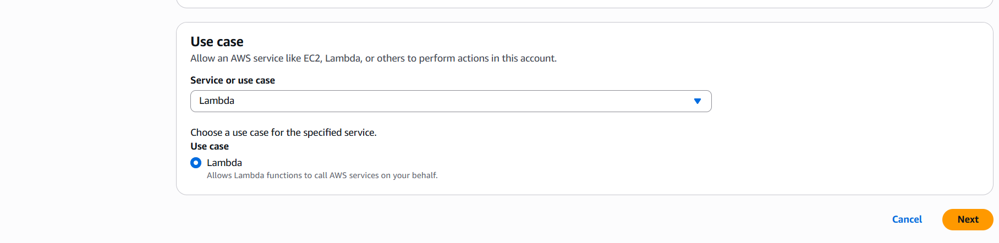 Use case
Allow an AWS service like EC2, Lambda, or others to perform actions in this account.
Service or use case
Lambda
Choose a use case for the specified service.
Use case
Lambda
Allows Lambda functions to call AWS services on your behalf.
Cancel
Next